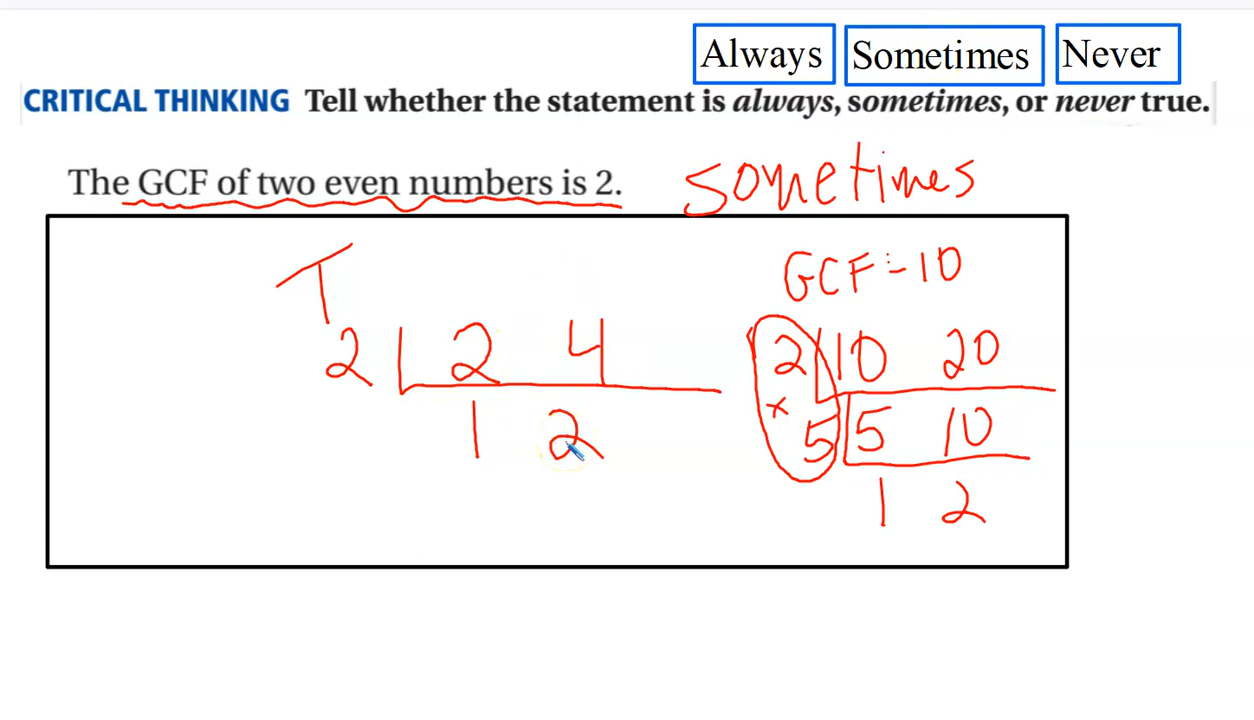 Always Sometimes Never
CRITICAL THINKING Tell whether the statement is always, sometimes, or never true.
The GCF of two even numbers is 2. sometimes
T
2 2 4
1 2
GCF = 10
2 10 20
× 5 5 10
1 2